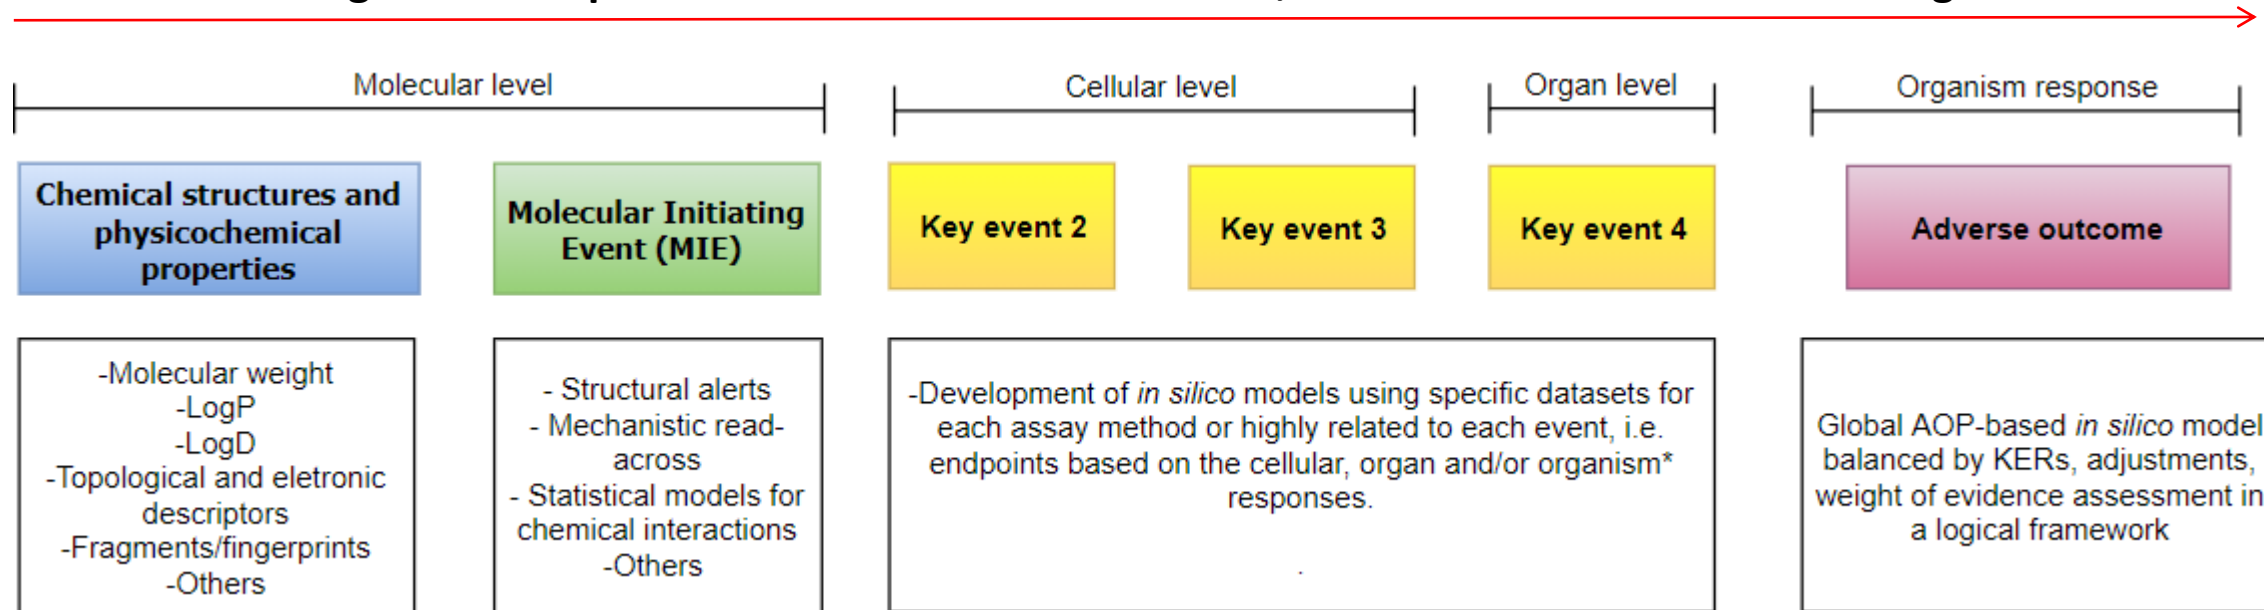 Molecular level
Cellular level
Organ level
Organism response
Chemical structures and
physicochemical
properties
Molecular Initiating
Event (MIE)
Key event 2
Key event 3
Key event 4
Adverse outcome
-Molecular weight
-LogP
-LogD
-Topological and eletronic
descriptors
-Fragments/fingerprints
-Others
- Structural alerts
- Mechanistic read-
across
- Statistical models for
chemical interactions
-Others
-Development of in silico models using specific datasets for
each assay method or highly related to each event, i.e.
endpoints based on the cellular, organ and/or organism*
responses.
.
Global AOP-based in silico model
balanced by KERs, adjustments,
weight of evidence assessment in
a logical framework